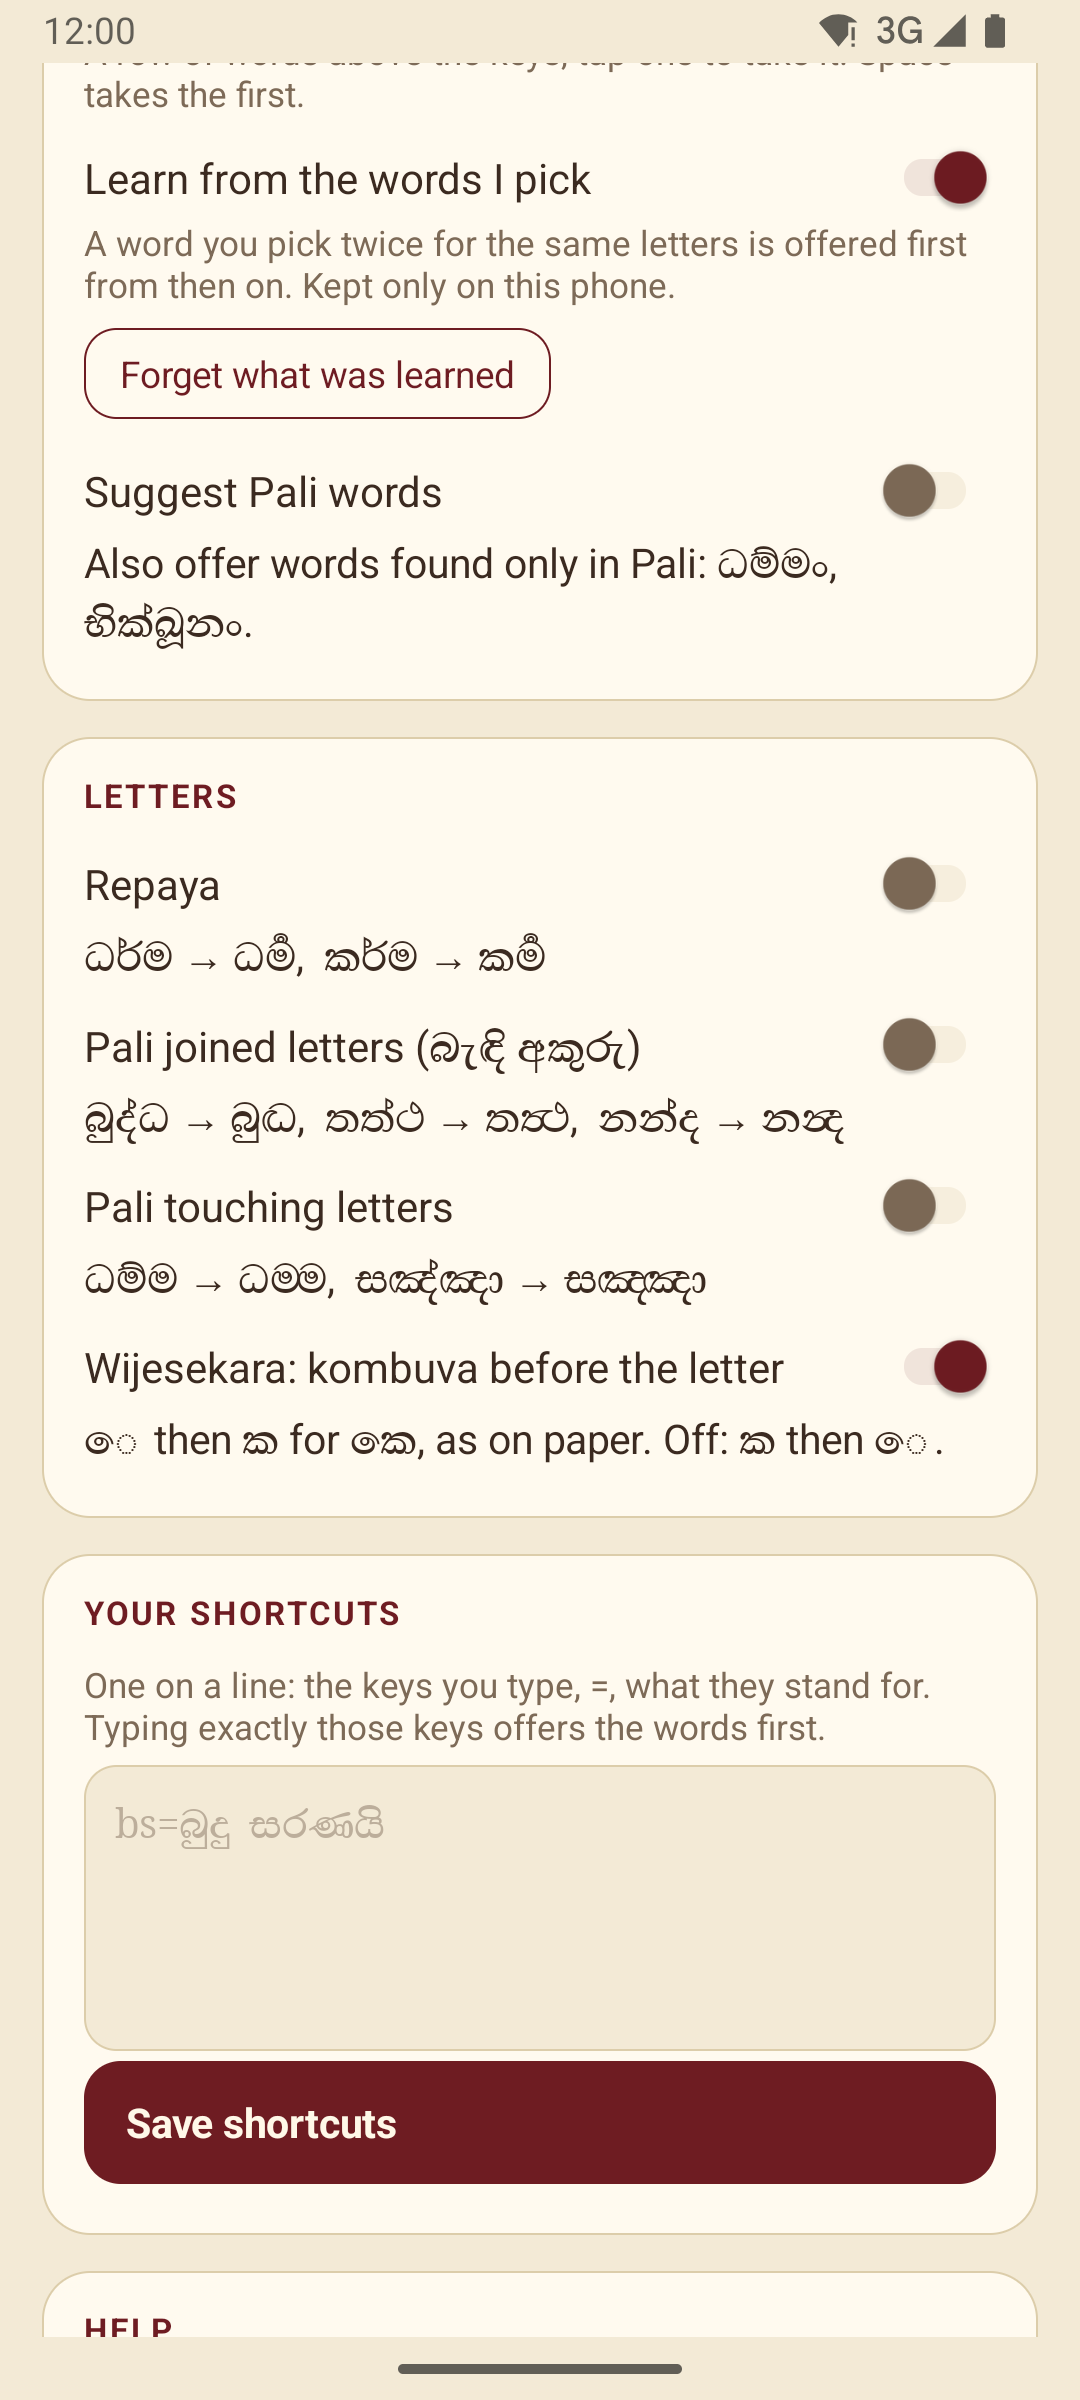 12:00 3G
takes the first.
Learn from the words I pick
A word you pick twice for the same letters is offered first
from then on. Kept only on this phone.
Forget what was learned
Suggest Pali words
Also offer words found only in Pali: ධම්මං,
භික්ඛූනං.
LETTERS
Repaya
ධර්ම → ධර්‍ම, කර්ම → කර්‍ම
Pali joined letters (බැඳි අකුරු)
බුද්ධ → බුද්‍ධ, තත්ථ → තත්‍ථ, නන්ද → නන්‍ද
Pali touching letters
ධම්ම → ධම‍්ම, සඤ්ඤා → සඤ‍්ඤා
Wijesekara: kombuva before the letter
ෙ then ක for කෙ, as on paper. Off: ක then ෙ.
YOUR SHORTCUTS
One on a line: the keys you type, =, what they stand for.
Typing exactly those keys offers the words first.
bs=බුදු සරණයි
Save shortcuts
HELP